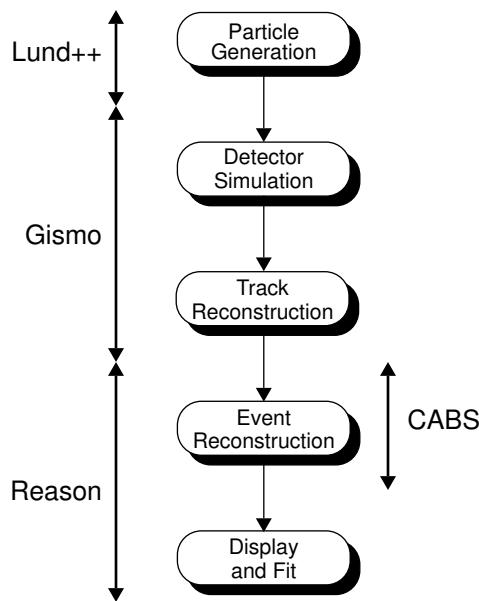 Lund++
Particle
Generation
Detector
Simulation
Gismo
Track
Reconstruction
Event
Reconstruction
CABS
Reason
Display
and Fit